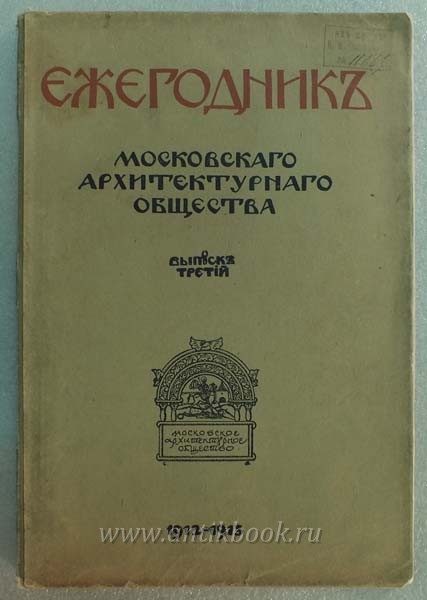 ЕЖЕГОДНИКЪ
МОСКОВСКАГО
АРХИТЕКТУРНАГО
ОБЩЕСТВА
ВЫПУСКЪ
ТРЕТІЙ
МОСКОВСКОЕ
АРХИТЕКТУРНОЕ
ОБЩЕСТВО
www.antikbook.ru